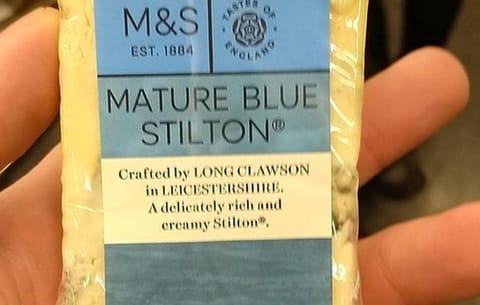 M&S
EST. 1884
TASTES OF ENGLAND
MATURE BLUE
STILTON®
Crafted by LONG CLAWSON
in LEICESTERSHIRE.
A delicately rich and
creamy Stilton®.